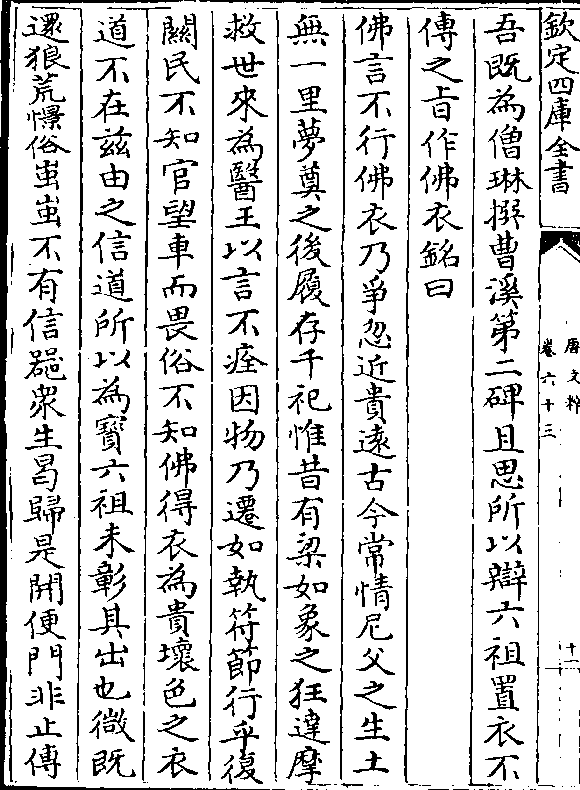 欽定四庫全書
唐文粹
卷六十三
十一
吾既為僧琳撰曹溪第二碑且思所以辯六祖置衣不
傳之旨作佛衣銘曰
佛言不行佛衣乃爭忽近貴遠古今常情尼父之生土
無一里夢奠之後履存千祀惟昔有梁如象之狂達摩
救世來為醫王以言不痊因物乃遷如執符節行乎復
關民不知官望車而畏俗不知佛得衣為貴壞色之衣
道不在兹由之信道所以為寶六祖未彰其出也微既
還狼荒憬俗蚩蚩不有信器衆生曷歸是開便門非止傳